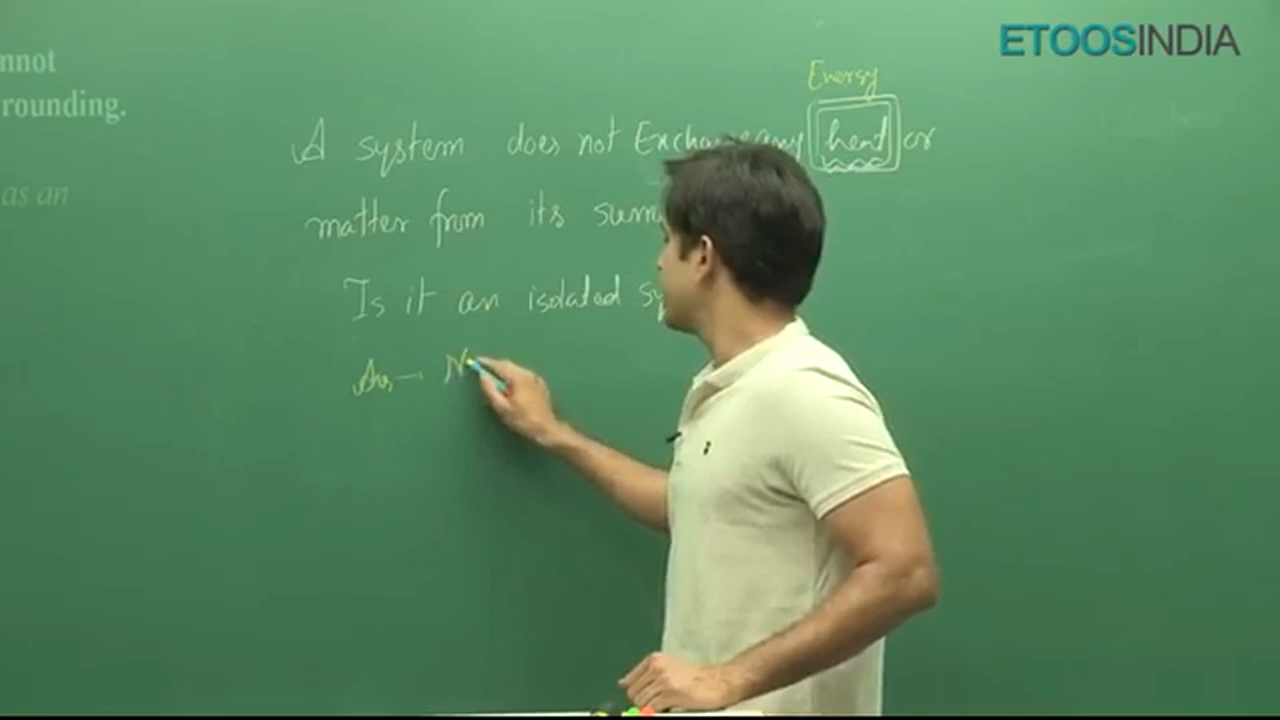 ETOOSINDIA
nnot
rounding.
as an
Energy
A system does not Exchange any heat or
matter from its surr
Is it an isolated sy
Ans → N